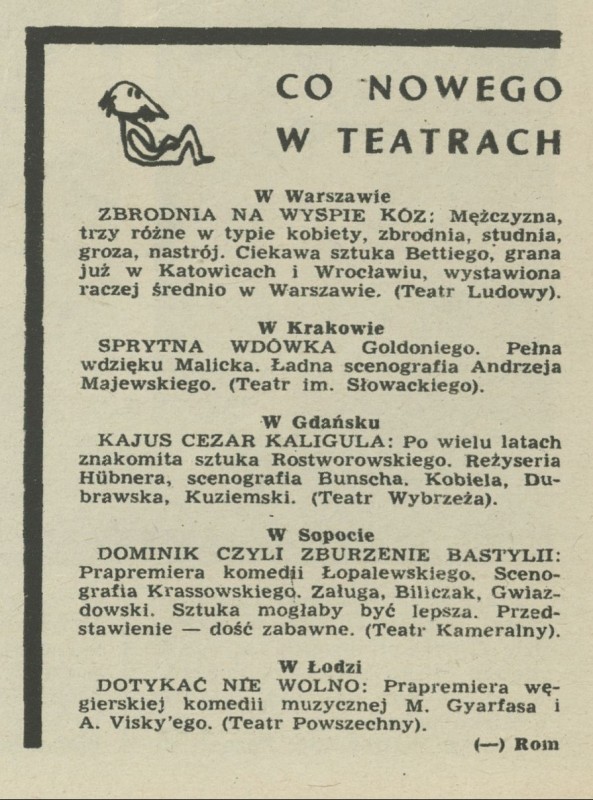 CO NOWEGO
W TEATRACH
W Warszawie
ZBRODNIA NA WYSPIE KÓZ: Mężczyzna,
trzy różne w typie kobiety, zbrodnia, studnia,
groza, nastrój. Ciekawa sztuka Bettiego, grana
już w Katowicach i Wrocławiu, wystawiona
raczej średnio w Warszawie. (Teatr Ludowy).
W Krakowie
SPRYTNA WDÓWKA Goldoniego. Pełna
wdzięku Malicka. Ładna scenografia Andrzeja
Majewskiego. (Teatr im. Słowackiego).
W Gdańsku
KAJUS CEZAR KALIGULA: Po wielu latach
znakomita sztuka Rostworowskiego. Reżyseria
Hübnera, scenografia Bunscha. Kobiela, Du-
brawska, Kuziemski. (Teatr Wybrzeża).
W Sopocie
DOMINIK CZYLI ZBURZENIE BASTYLII:
Prapremiera komedii Łopalewskiego. Sceno-
grafia Krassowskiego. Załuga, Biliczak, Gwiaz-
dowski. Sztuka mogłaby być lepsza. Przed-
stawienie — dość zabawne. (Teatr Kameralny).
W Łodzi
DOTYKAĆ NIE WOLNO: Prapremiera wę-
gierskiej komedii muzycznej M. Gyarfasa i
A. Visky'ego. (Teatr Powszechny).
(—) Rom